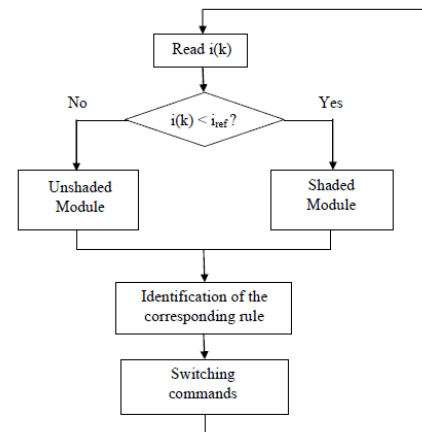 Read i(k)
No
Yes
i(k) < iref?
Unshaded
Module
Shaded
Module
Identification of the
corresponding rule
Switching
commands